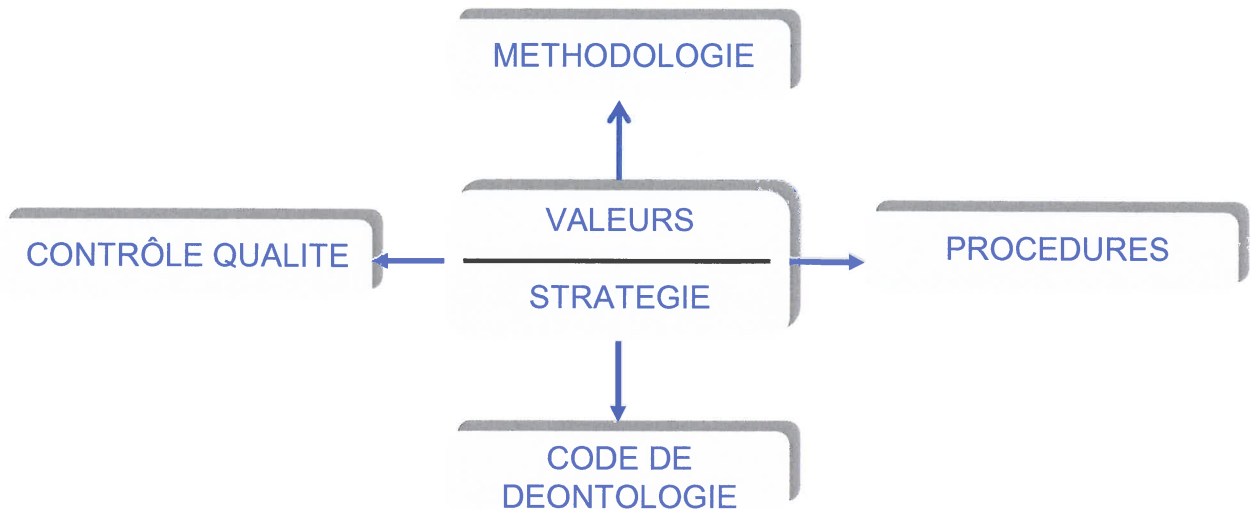 METHODOLOGIE
VALEURS
STRATEGIE
CONTRÔLE QUALITE
PROCEDURES
CODE DE
DEONTOLOGIE